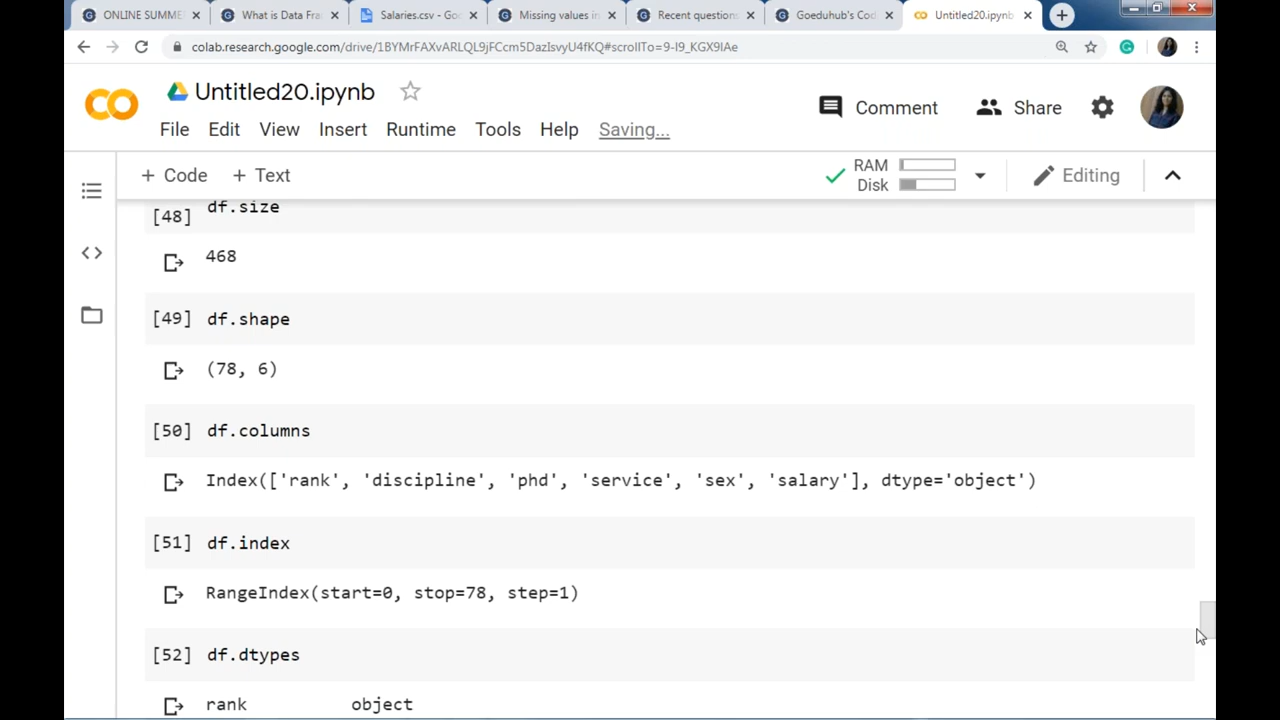 ONLINE SUMME
What is Data Fra
Salaries.csv - Go
Missing values in
Recent questions
Goeduhub's Cod
Untitled20.ipynb
colab.research.google.com/drive/1BYMrFAXvARLQL9jFCcm5DazIsvyU4fKQ#scrollTo=9-I9_KGX9IAe
Untitled20.ipynb
Comment
Share
File Edit View Insert Runtime Tools Help Saving...
+ Code + Text
RAM
Disk
Editing
[48] df.size
468
[49] df.shape
(78, 6)
[50] df.columns
Index(['rank', 'discipline', 'phd', 'service', 'sex', 'salary'], dtype='object')
[51] df.index
RangeIndex(start=0, stop=78, step=1)
[52] df.dtypes
rank object